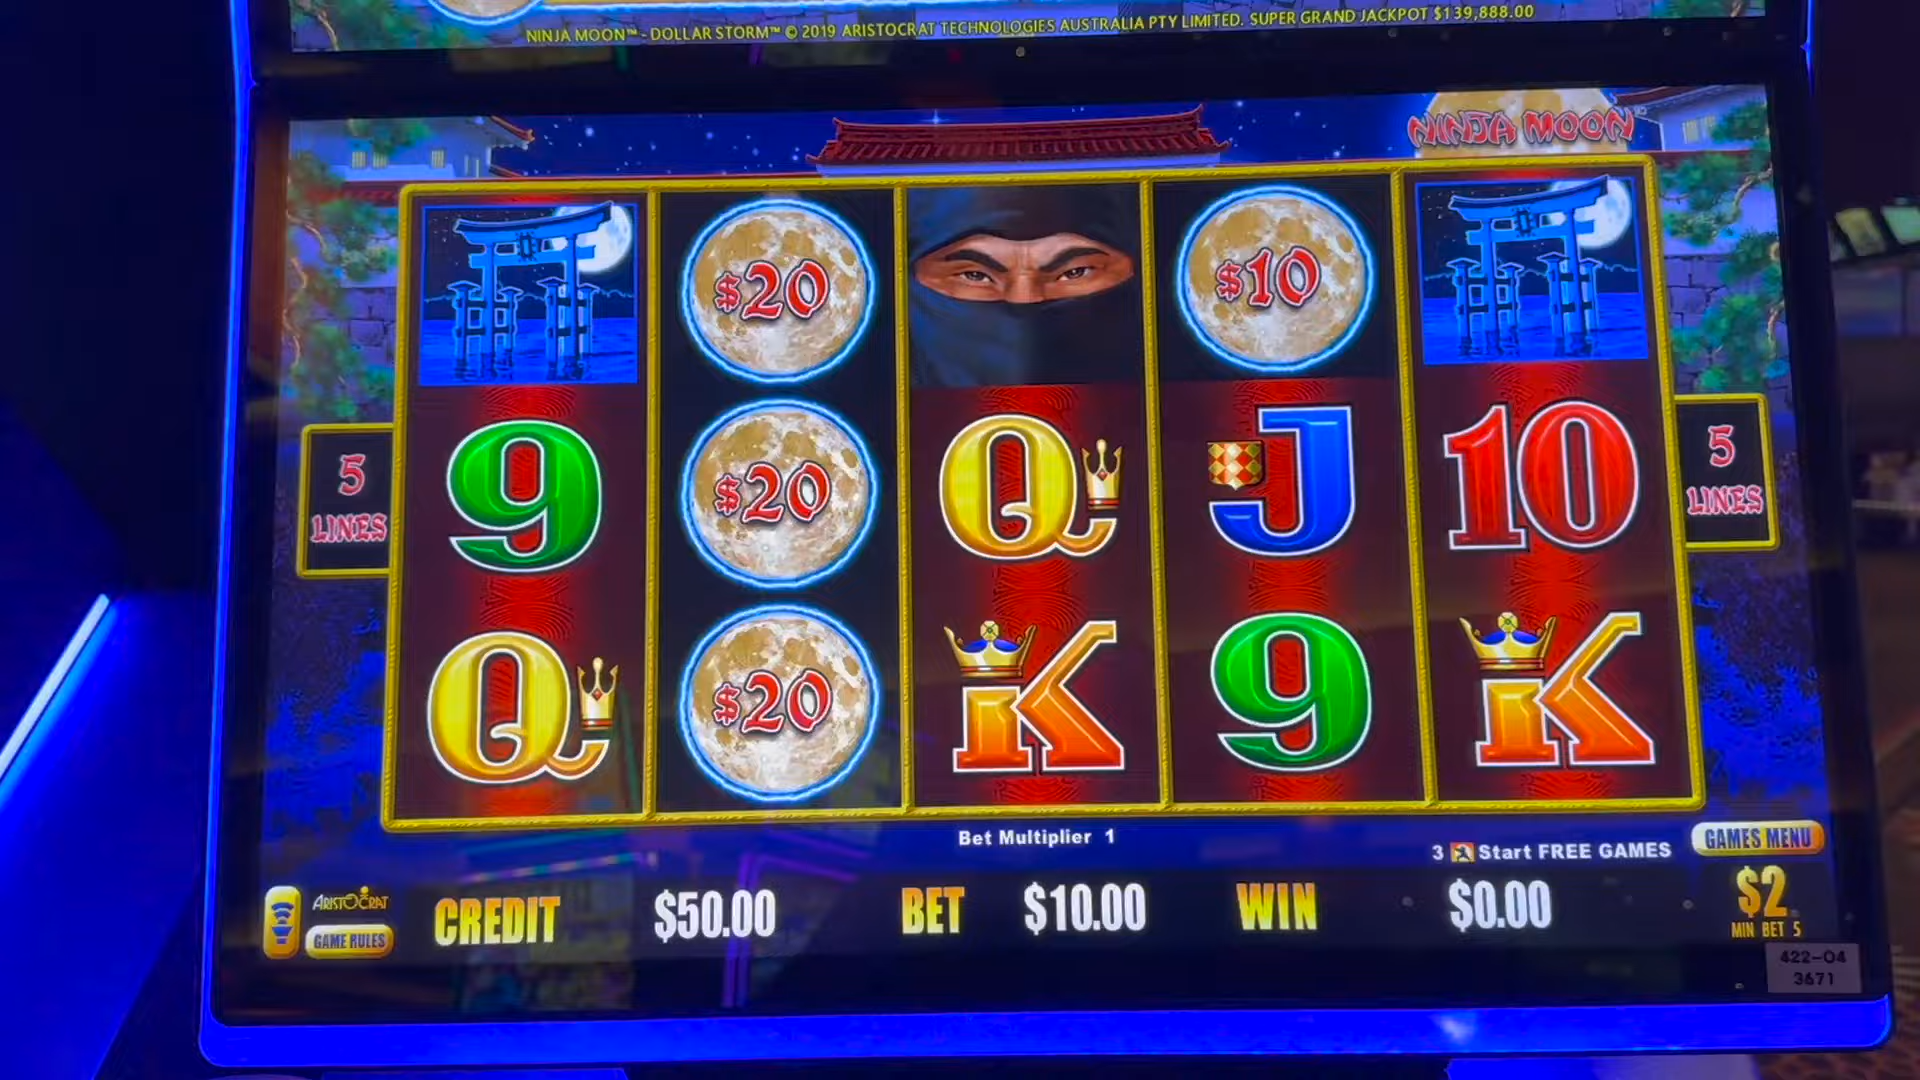 NINJA MOON™ - DOLLAR STORM™ © 2019 ARISTOCRAT TECHNOLOGIES AUSTRALIA PTY LIMITED. SUPER GRAND JACKPOT $139,888.00
NINJA MOON™
$20 $10
5 LINES 9 $20 Q J 10 5 LINES
Q $20 K 9 K
Bet Multiplier 1
3 Start FREE GAMES
GAMES MENU
ARISTOCRAT
GAME RULES
CREDIT $50.00 BET $10.00 WIN $0.00
$2
MIN BET 5
422-04
3671